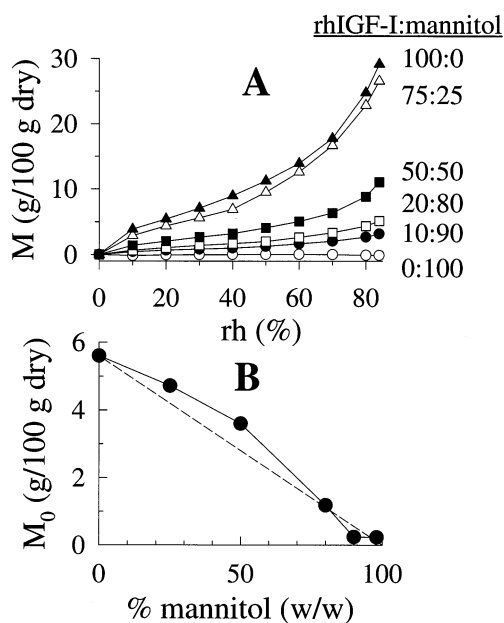 rhIGF-I:mannitol
A
100:0
75:25
50:50
20:80
10:90
0:100
30
20
10
0
M (g/100 g dry)
0 20 40 60 80
rh (%)
B
6
4
2
0
M₀ (g/100 g dry)
0 50 100
% mannitol (w/w)